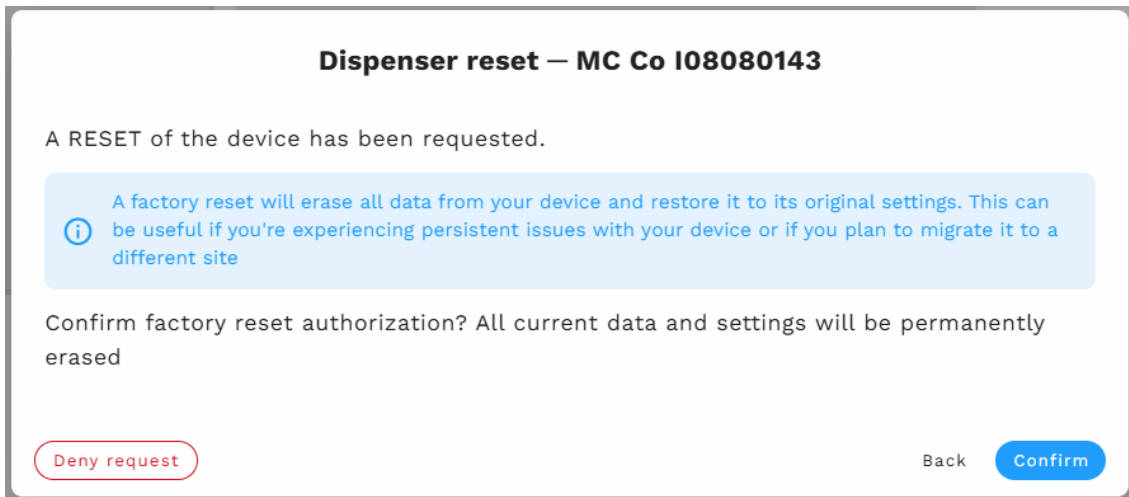 Dispenser reset — MC Co I08080143
A RESET of the device has been requested.
A factory reset will erase all data from your device and restore it to its original settings. This can
be useful if you're experiencing persistent issues with your device or if you plan to migrate it to a
different site
Confirm factory reset authorization? All current data and settings will be permanently
erased
Deny request
Back
Confirm